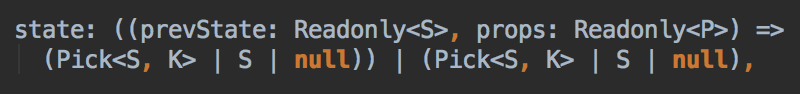 state: ((prevState: Readonly<S>, props: Readonly<P>) =>
(Pick<S, K> | S | null)) | (Pick<S, K> | S | null),